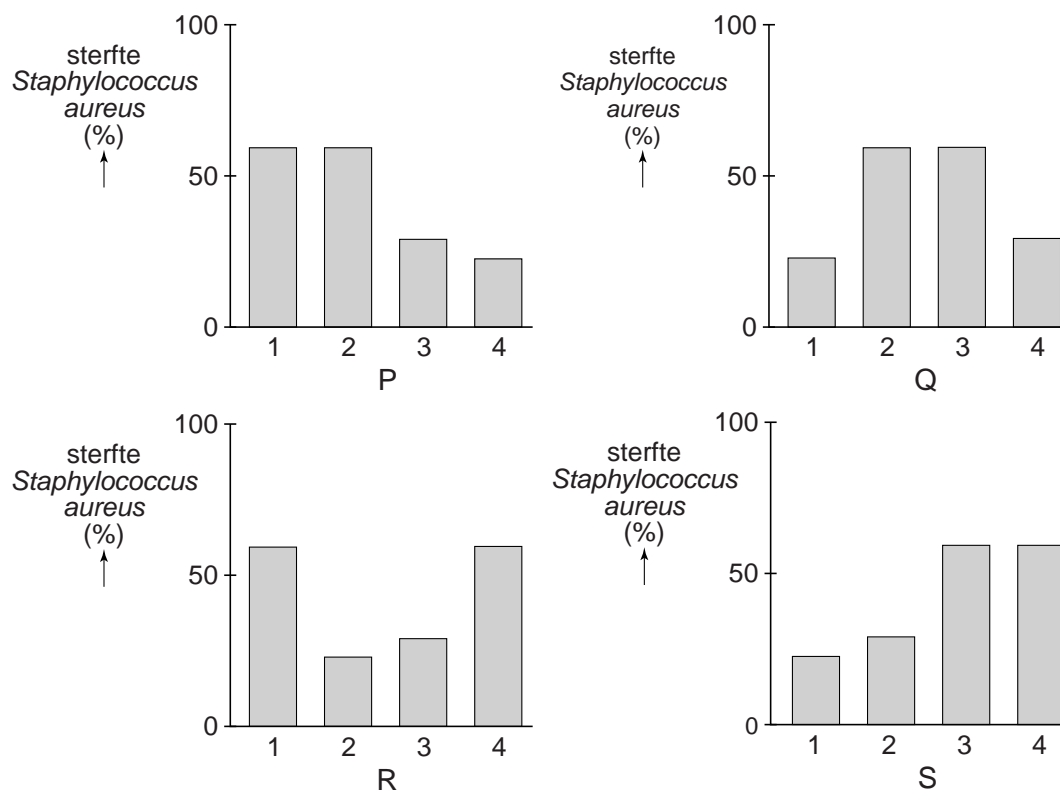 100
sterfte
Staphylococcus
aureus
(%)
50
0
1 2 3 4
P
100
sterfte
Staphylococcus
aureus
(%)
50
0
1 2 3 4
Q
100
sterfte
Staphylococcus
aureus
(%)
50
0
1 2 3 4
R
100
sterfte
Staphylococcus
aureus
(%)
50
0
1 2 3 4
S